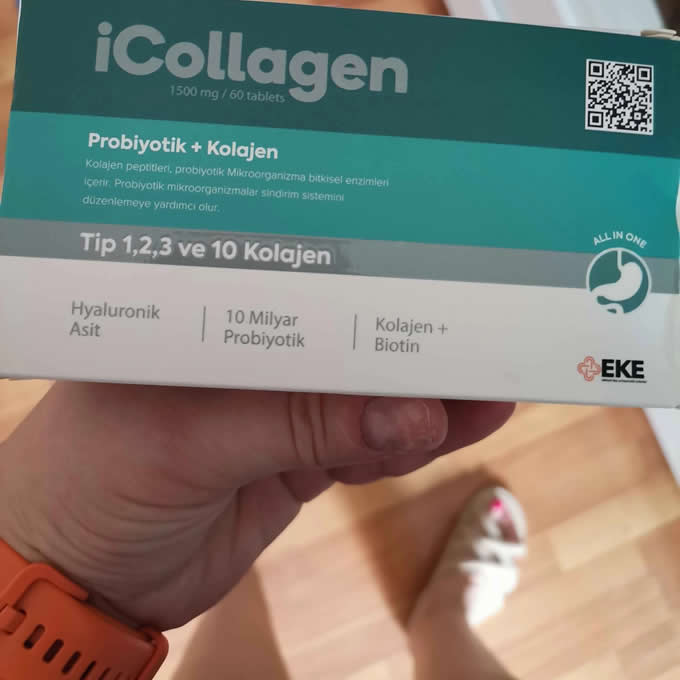 iCollagen
1500 mg / 60 tablets
Probiyotik + Kolajen
Kolajen peptitleri, probiyotik Mikroorganizma bitkisel enzimleri
içerir. Probiyotik mikroorganizmalar sindirim sistemini
düzenlemeye yardımcı olur.
ALL IN ONE
Tip 1,2,3 ve 10 Kolajen
Hyaluronik
Asit
10 Milyar
Probiyotik
Kolajen +
Biotin
EKE